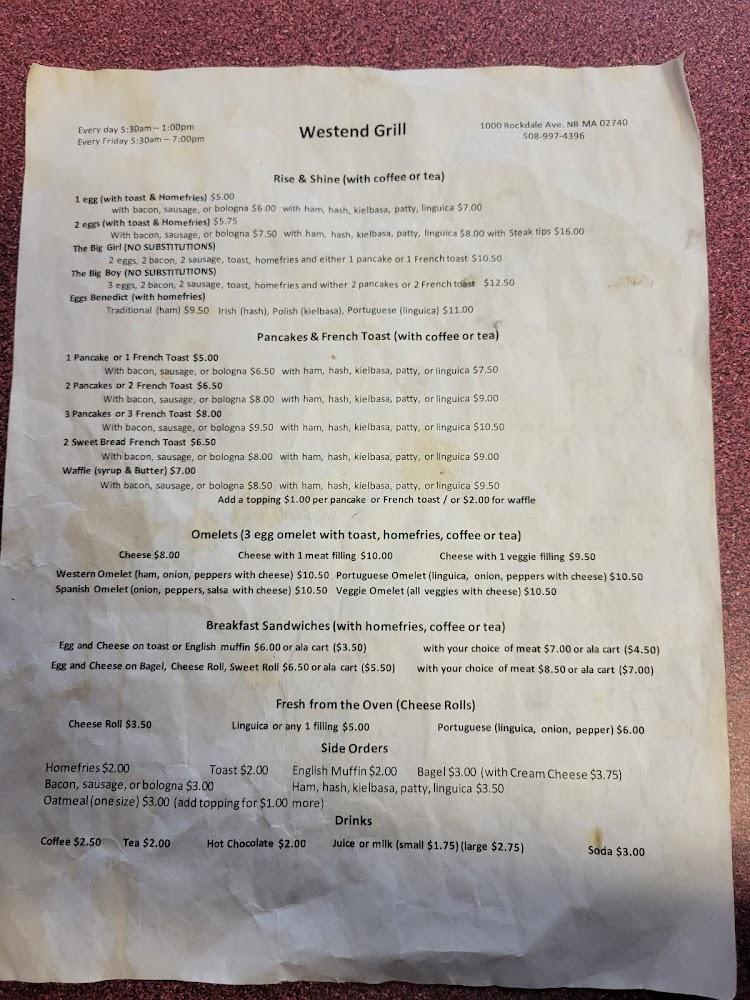 Every day 5:30am – 1:00pm
Every Friday 5:30am – 7:00pm
Westend Grill
1000 Rockdale Ave. NB MA 02740
508-997-4396
Rise & Shine (with coffee or tea)
1 egg (with toast & Homefries) $5.00
with bacon, sausage, or bologna $6.00 with ham, hash, kielbasa, patty, linguica $7.00
2 eggs (with toast & Homefries) $5.75
With bacon, sausage, or bologna $7.50 with ham, hash, kielbasa, patty, linguica $8.00 with Steak tips $16.00
The Big Girl (NO SUBSTITUTIONS)
2 eggs, 2 bacon, 2 sausage, toast, homefries and either 1 pancake or 1 French toast $10.50
The Big Boy (NO SUBSTITUTIONS)
3 eggs, 2 bacon, 2 sausage, toast, homefries and wither 2 pancakes or 2 French toast $12.50
Eggs Benedict (with homefries)
Traditional (ham) $9.50 Irish (hash), Polish (kielbasa), Portuguese (linguica) $11.00
Pancakes & French Toast (with coffee or tea)
1 Pancake or 1 French Toast $5.00
With bacon, sausage, or bologna $6.50 with ham, hash, kielbasa, patty, or linguica $7.50
2 Pancakes or 2 French Toast $6.50
With bacon, sausage, or bologna $8.00 with ham, hash, kielbasa, patty, or linguica $9.00
3 Pancakes or 3 French Toast $8.00
With bacon, sausage, or bologna $9.50 with ham, hash, kielbasa, patty, or linguica $10.50
2 Sweet Bread French Toast $6.50
With bacon, sausage, or bologna $8.00 with ham, hash, kielbasa, patty, or linguica $9.00
Waffle (syrup & Butter) $7.00
With bacon, sausage, or bologna $8.50 with ham, hash, kielbasa, patty, or linguica $9.50
Add a topping $1.00 per pancake or French toast / or $2.00 for waffle
Omelets (3 egg omelet with toast, homefries, coffee or tea)
Cheese $8.00 Cheese with 1 meat filling $10.00 Cheese with 1 veggie filling $9.50
Western Omelet (ham, onion, peppers with cheese) $10.50 Portuguese Omelet (linguica, onion, peppers with cheese) $10.50
Spanish Omelet (onion, peppers, salsa with cheese) $10.50 Veggie Omelet (all veggies with cheese) $10.50
Breakfast Sandwiches (with homefries, coffee or tea)
Egg and Cheese on toast or English muffin $6.00 or ala cart ($3.50) with your choice of meat $7.00 or ala cart ($4.50)
Egg and Cheese on Bagel, Cheese Roll, Sweet Roll $6.50 or ala cart ($5.50) with your choice of meat $8.50 or ala cart ($7.00)
Fresh from the Oven (Cheese Rolls)
Cheese Roll $3.50 Linguica or any 1 filling $5.00 Portuguese (linguica, onion, pepper) $6.00
Side Orders
Homefries $2.00 Toast $2.00 English Muffin $2.00 Bagel $3.00 (with Cream Cheese $3.75)
Bacon, sausage, or bologna $3.00 Ham, hash, kielbasa, patty, linguica $3.50
Oatmeal (one size) $3.00 (add topping for $1.00 more)
Drinks
Coffee $2.50 Tea $2.00 Hot Chocolate $2.00 Juice or milk (small $1.75) (large $2.75) Soda $3.00